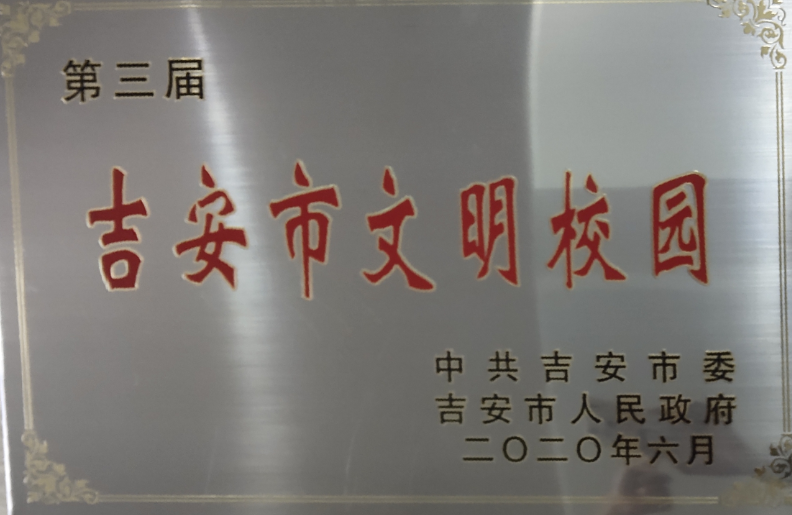 第三届
吉安市文明校园
中共吉安市委
吉安市人民政府
二〇二〇年六月